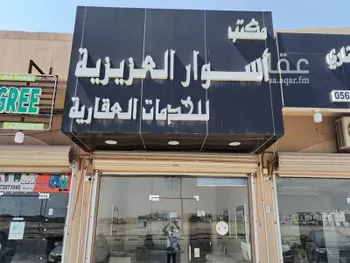 مكتب
أسوار العزيزية
للخدمات العقارية
عقار
sa.aqar.fm
GREE
056